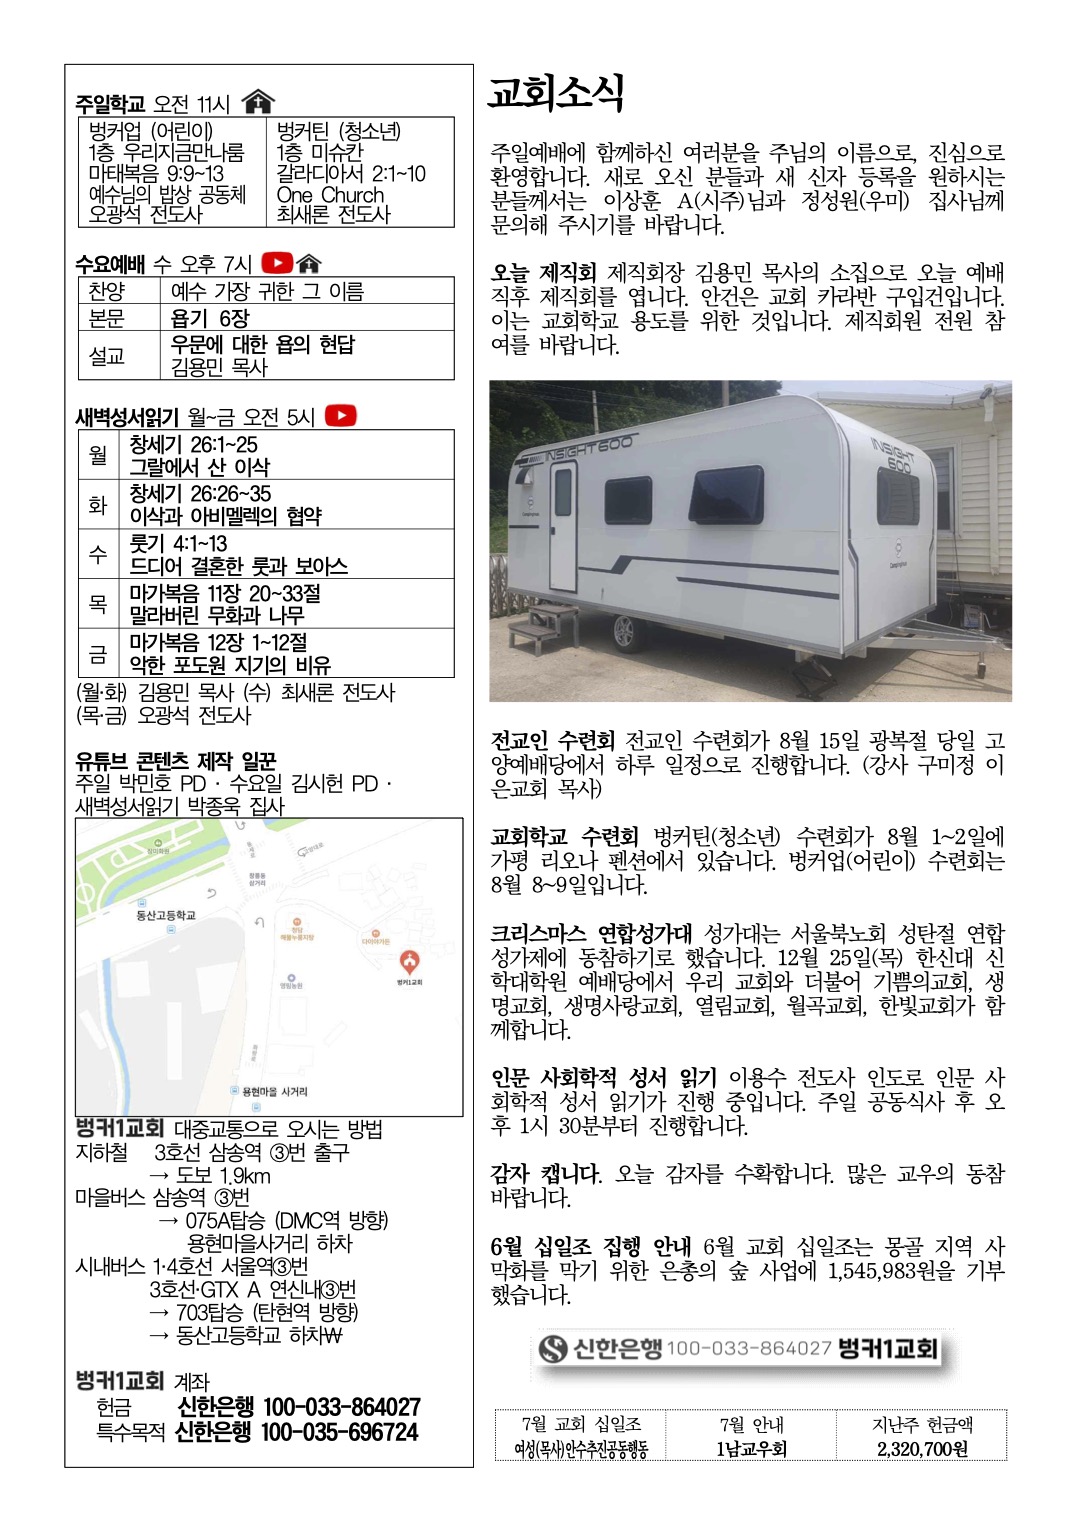 주일학교 오전 11시
벙커업 (어린이)
1층 우리지금만나룸
마태복음 9:9~13
예수님의 밥상 공동체
오광석 전도사
벙커틴 (청소년)
1층 미슈칸
갈라디아서 2:1~10
One Church
최새론 전도사
수요예배 수 오후 7시
찬양 예수 가장 귀한 그 이름
본문 욥기 6장
설교 우문에 대한 욥의 현답
김용민 목사
새벽성서읽기 월~금 오전 5시
월 창세기 26:1~25
그랄에서 산 이삭
화 창세기 26:26~35
이삭과 아비멜렉의 협약
수 룻기 4:1~13
드디어 결혼한 룻과 보아스
목 마가복음 11장 20~33절
말라버린 무화과 나무
금 마가복음 12장 1~12절
악한 포도원 지기의 비유
(월·화) 김용민 목사 (수) 최새론 전도사
(목·금) 오광석 전도사
유튜브 콘텐츠 제작 일꾼
주일 박민호 PD · 수요일 김시헌 PD ·
새벽성서읽기 박종욱 집사
동산고등학교
벙커1교회
용현마을 사거리
벙커1교회 대중교통으로 오시는 방법
지하철 3호선 삼송역 ③번 출구
→ 도보 1.9km
마을버스 삼송역 ③번
→ 075A탑승 (DMC역 방향)
용현마을사거리 하차
시내버스 1·4호선 서울역③번
3호선·GTX A 연신내③번
→ 703탑승 (탄현역 방향)
→ 동산고등학교 하차₩
벙커1교회 계좌
헌금 신한은행 100-033-864027
특수목적 신한은행 100-035-696724
교회소식
주일예배에 함께하신 여러분을 주님의 이름으로, 진심으로
환영합니다. 새로 오신 분들과 새 신자 등록을 원하시는
분들께서는 이상훈 A(시주)님과 정성원(우미) 집사님께
문의해 주시기를 바랍니다.
오늘 제직회 제직회장 김용민 목사의 소집으로 오늘 예배
직후 제직회를 엽니다. 안건은 교회 카라반 구입건입니다.
이는 교회학교 용도를 위한 것입니다. 제직회원 전원 참
여를 바랍니다.
INSIGHT 600
INSIGHT
600
전교인 수련회 전교인 수련회가 8월 15일 광복절 당일 고
양예배당에서 하루 일정으로 진행합니다. (강사 구미정 이
은교회 목사)
교회학교 수련회 벙커틴(청소년) 수련회가 8월 1~2일에
가평 리오나 펜션에서 있습니다. 벙커업(어린이) 수련회는
8월 8~9일입니다.
크리스마스 연합성가대 성가대는 서울북노회 성탄절 연합
성가제에 동참하기로 했습니다. 12월 25일(목) 한신대 신
학대학원 예배당에서 우리 교회와 더불어 기쁨의교회, 생
명교회, 생명사랑교회, 열림교회, 월곡교회, 한빛교회가 함
께합니다.
인문 사회학적 성서 읽기 이용수 전도사 인도로 인문 사
회학적 성서 읽기가 진행 중입니다. 주일 공동식사 후 오
후 1시 30분부터 진행합니다.
감자 캡니다. 오늘 감자를 수확합니다. 많은 교우의 동참
바랍니다.
6월 십일조 집행 안내 6월 교회 십일조는 몽골 지역 사
막화를 막기 위한 은총의 숲 사업에 1,545,983원을 기부
했습니다.
신한은행 100-033-864027 벙커1교회
7월 교회 십일조 7월 안내 지난주 헌금액
여성(목사)안수추진공동행동 1남교우회 2,320,700원